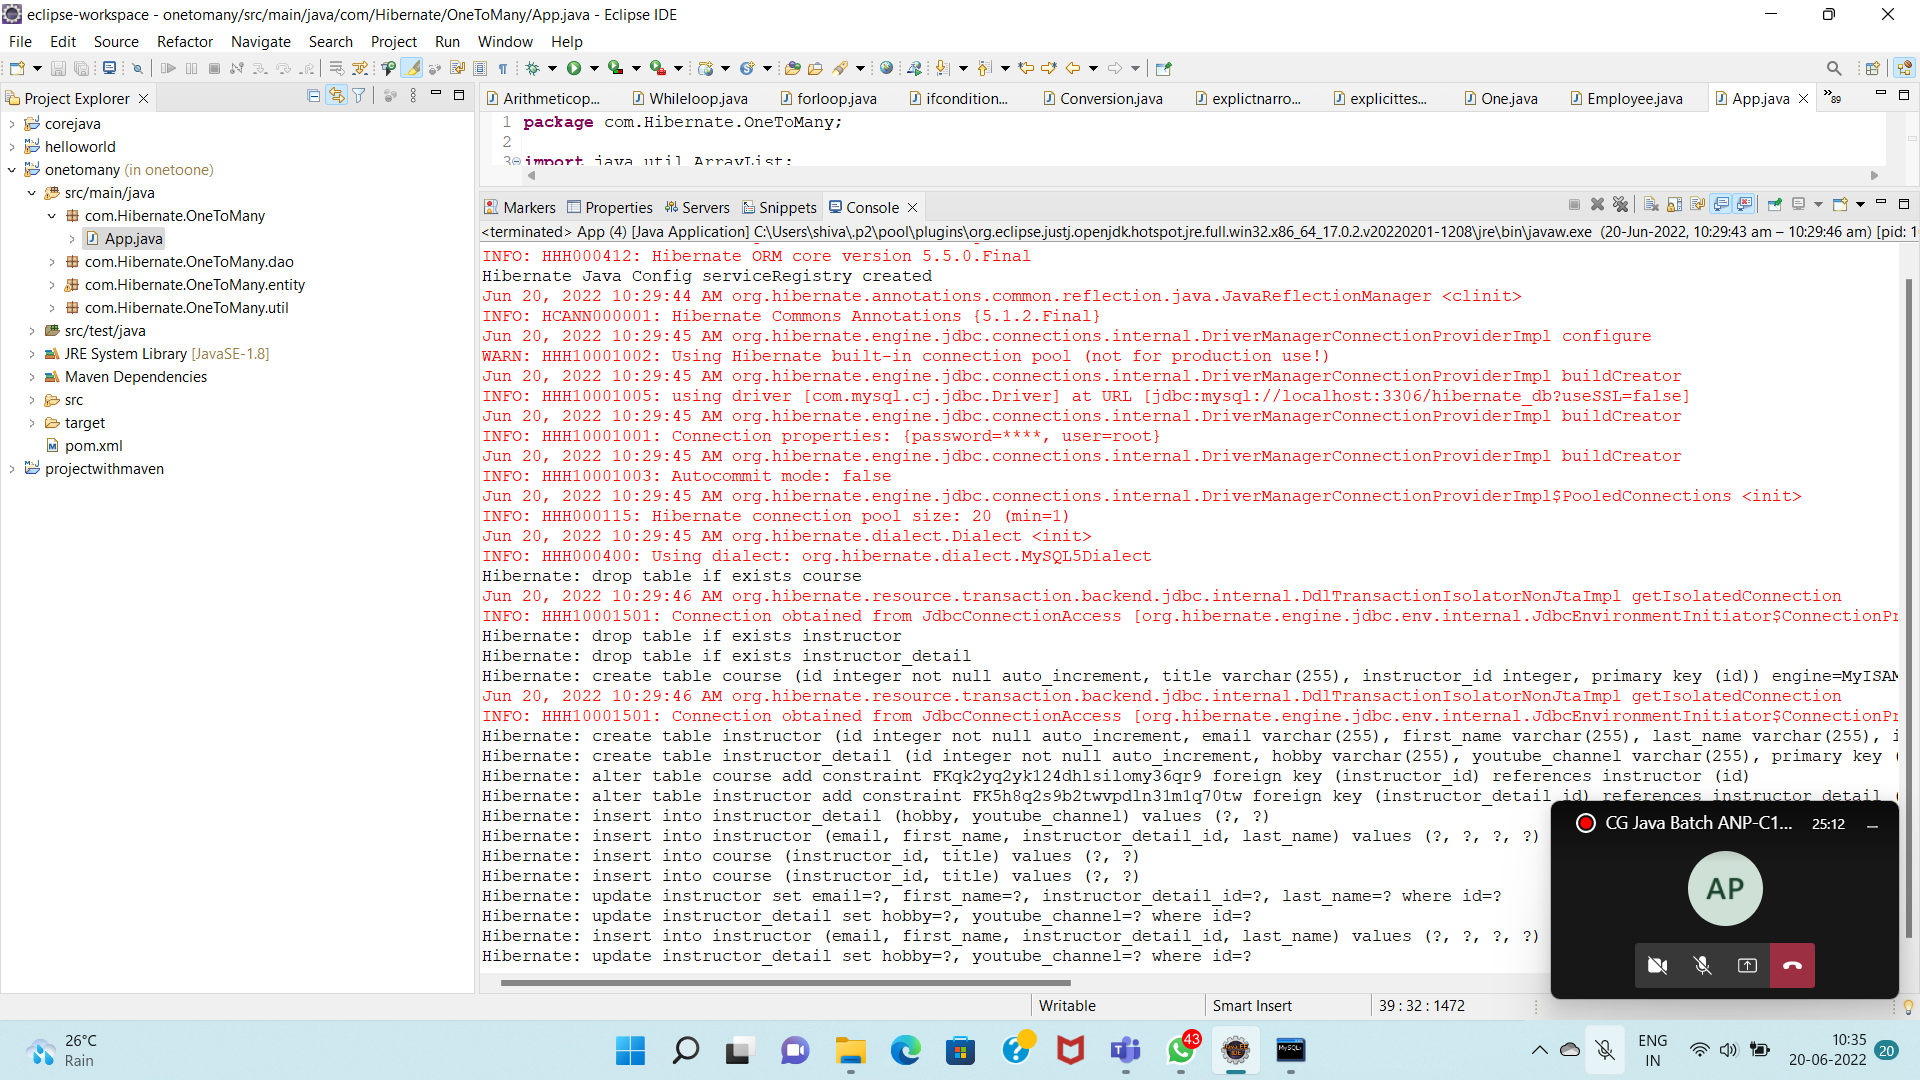 eclipse-workspace - onetomany/src/main/java/com/Hibernate/OneToMany/App.java - Eclipse IDE
File Edit Source Refactor Navigate Search Project Run Window Help
Project Explorer
corejava
helloworld
onetomany (in onetoone)
src/main/java
com.Hibernate.OneToMany
App.java
com.Hibernate.OneToMany.dao
com.Hibernate.OneToMany.entity
com.Hibernate.OneToMany.util
src/test/java
JRE System Library [JavaSE-1.8]
Maven Dependencies
src
target
pom.xml
projectwithmaven
Arithmeticop... Whileloop.java forloop.java ifcondition... Conversion.java explictnarro... explicittes... One.java Employee.java App.java »89
1 package com.Hibernate.OneToMany;
2
3 import java.util.ArrayList;
Markers Properties Servers Snippets Console
<terminated> App (4) [Java Application] C:\Users\shiva\.p2\pool\plugins\org.eclipse.justj.openjdk.hotspot.jre.full.win32.x86_64_17.0.2.v20220201-1208\jre\bin\javaw.exe (20-Jun-2022, 10:29:43 am – 10:29:46 am) [pid: 1
INFO: HHH000412: Hibernate ORM core version 5.5.0.Final
Hibernate Java Config serviceRegistry created
Jun 20, 2022 10:29:44 AM org.hibernate.annotations.common.reflection.java.JavaReflectionManager <clinit>
INFO: HCANN000001: Hibernate Commons Annotations {5.1.2.Final}
Jun 20, 2022 10:29:45 AM org.hibernate.engine.jdbc.connections.internal.DriverManagerConnectionProviderImpl configure
WARN: HHH10001002: Using Hibernate built-in connection pool (not for production use!)
Jun 20, 2022 10:29:45 AM org.hibernate.engine.jdbc.connections.internal.DriverManagerConnectionProviderImpl buildCreator
INFO: HHH10001005: using driver [com.mysql.cj.jdbc.Driver] at URL [jdbc:mysql://localhost:3306/hibernate_db?useSSL=false]
Jun 20, 2022 10:29:45 AM org.hibernate.engine.jdbc.connections.internal.DriverManagerConnectionProviderImpl buildCreator
INFO: HHH10001001: Connection properties: {password=****, user=root}
Jun 20, 2022 10:29:45 AM org.hibernate.engine.jdbc.connections.internal.DriverManagerConnectionProviderImpl buildCreator
INFO: HHH10001003: Autocommit mode: false
Jun 20, 2022 10:29:45 AM org.hibernate.engine.jdbc.connections.internal.DriverManagerConnectionProviderImpl$PooledConnections <init>
INFO: HHH000115: Hibernate connection pool size: 20 (min=1)
Jun 20, 2022 10:29:45 AM org.hibernate.dialect.Dialect <init>
INFO: HHH000400: Using dialect: org.hibernate.dialect.MySQL5Dialect
Hibernate: drop table if exists course
Jun 20, 2022 10:29:46 AM org.hibernate.resource.transaction.backend.jdbc.internal.DdlTransactionIsolatorNonJtaImpl getIsolatedConnection
INFO: HHH10001501: Connection obtained from JdbcConnectionAccess [org.hibernate.engine.jdbc.env.internal.JdbcEnvironmentInitiator$ConnectionPr
Hibernate: drop table if exists instructor
Hibernate: drop table if exists instructor_detail
Hibernate: create table course (id integer not null auto_increment, title varchar(255), instructor_id integer, primary key (id)) engine=MyISAM
Jun 20, 2022 10:29:46 AM org.hibernate.resource.transaction.backend.jdbc.internal.DdlTransactionIsolatorNonJtaImpl getIsolatedConnection
INFO: HHH10001501: Connection obtained from JdbcConnectionAccess [org.hibernate.engine.jdbc.env.internal.JdbcEnvironmentInitiator$ConnectionPr
Hibernate: create table instructor (id integer not null auto_increment, email varchar(255), first_name varchar(255), last_name varchar(255), i
Hibernate: create table instructor_detail (id integer not null auto_increment, hobby varchar(255), youtube_channel varchar(255), primary key (
Hibernate: alter table course add constraint FKqk2yq2yk124dhlsilomy36qr9 foreign key (instructor_id) references instructor (id)
Hibernate: alter table instructor add constraint FK5h8q2s9b2twvpdln31m1q70tw foreign key (instructor_detail_id) references instructor_detail (
Hibernate: insert into instructor_detail (hobby, youtube_channel) values (?, ?)
Hibernate: insert into instructor (email, first_name, instructor_detail_id, last_name) values (?, ?, ?, ?)
Hibernate: insert into course (instructor_id, title) values (?, ?)
Hibernate: insert into course (instructor_id, title) values (?, ?)
Hibernate: update instructor set email=?, first_name=?, instructor_detail_id=?, last_name=? where id=?
Hibernate: update instructor_detail set hobby=?, youtube_channel=? where id=?
Hibernate: insert into instructor (email, first_name, instructor_detail_id, last_name) values (?, ?, ?, ?)
Hibernate: update instructor_detail set hobby=?, youtube_channel=? where id=?
CG Java Batch ANP-C1... 25:12
AP
Writable Smart Insert 39 : 32 : 1472
26°C
Rain
43
ENG
IN
10:35
20-06-2022
20